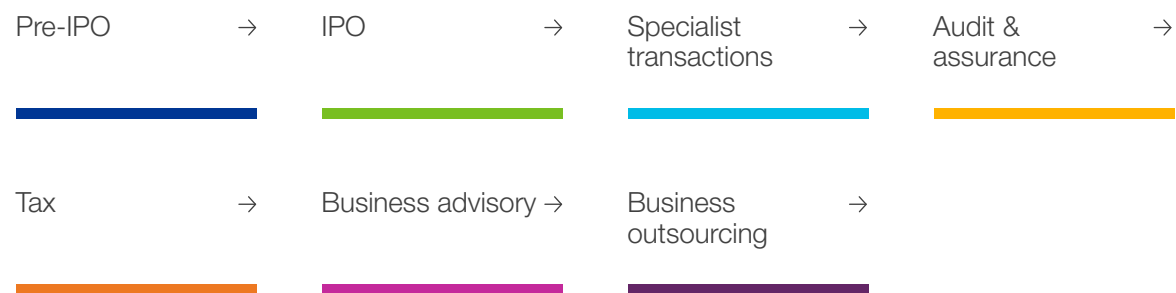 Pre-IPO →
IPO →
Specialist →
transactions
Audit & →
assurance
Tax →
Business advisory →
Business →
outsourcing